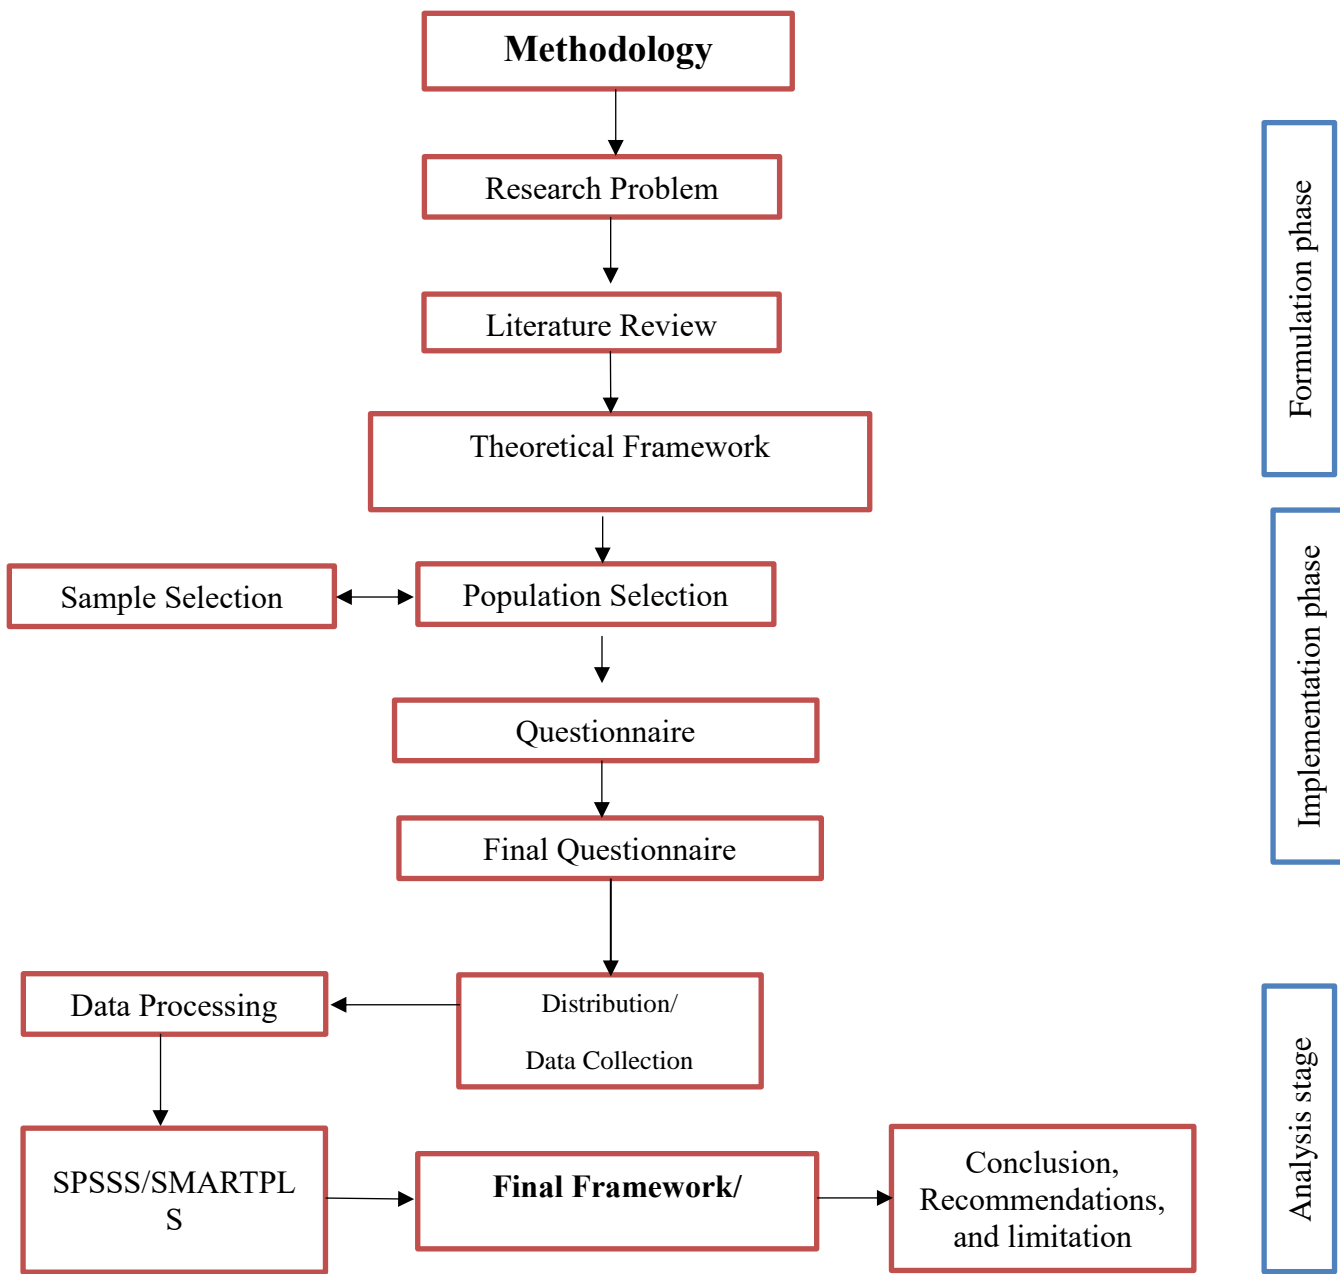 Methodology
Research Problem
Literature Review
Theoretical Framework
Formulation phase
Sample Selection
Population Selection
Questionnaire
Final Questionnaire
Implementation phase
Data Processing
Distribution/
Data Collection
SPSSS/SMARTPL
S
Final Framework/
Conclusion,
Recommendations,
and limitation
Analysis stage